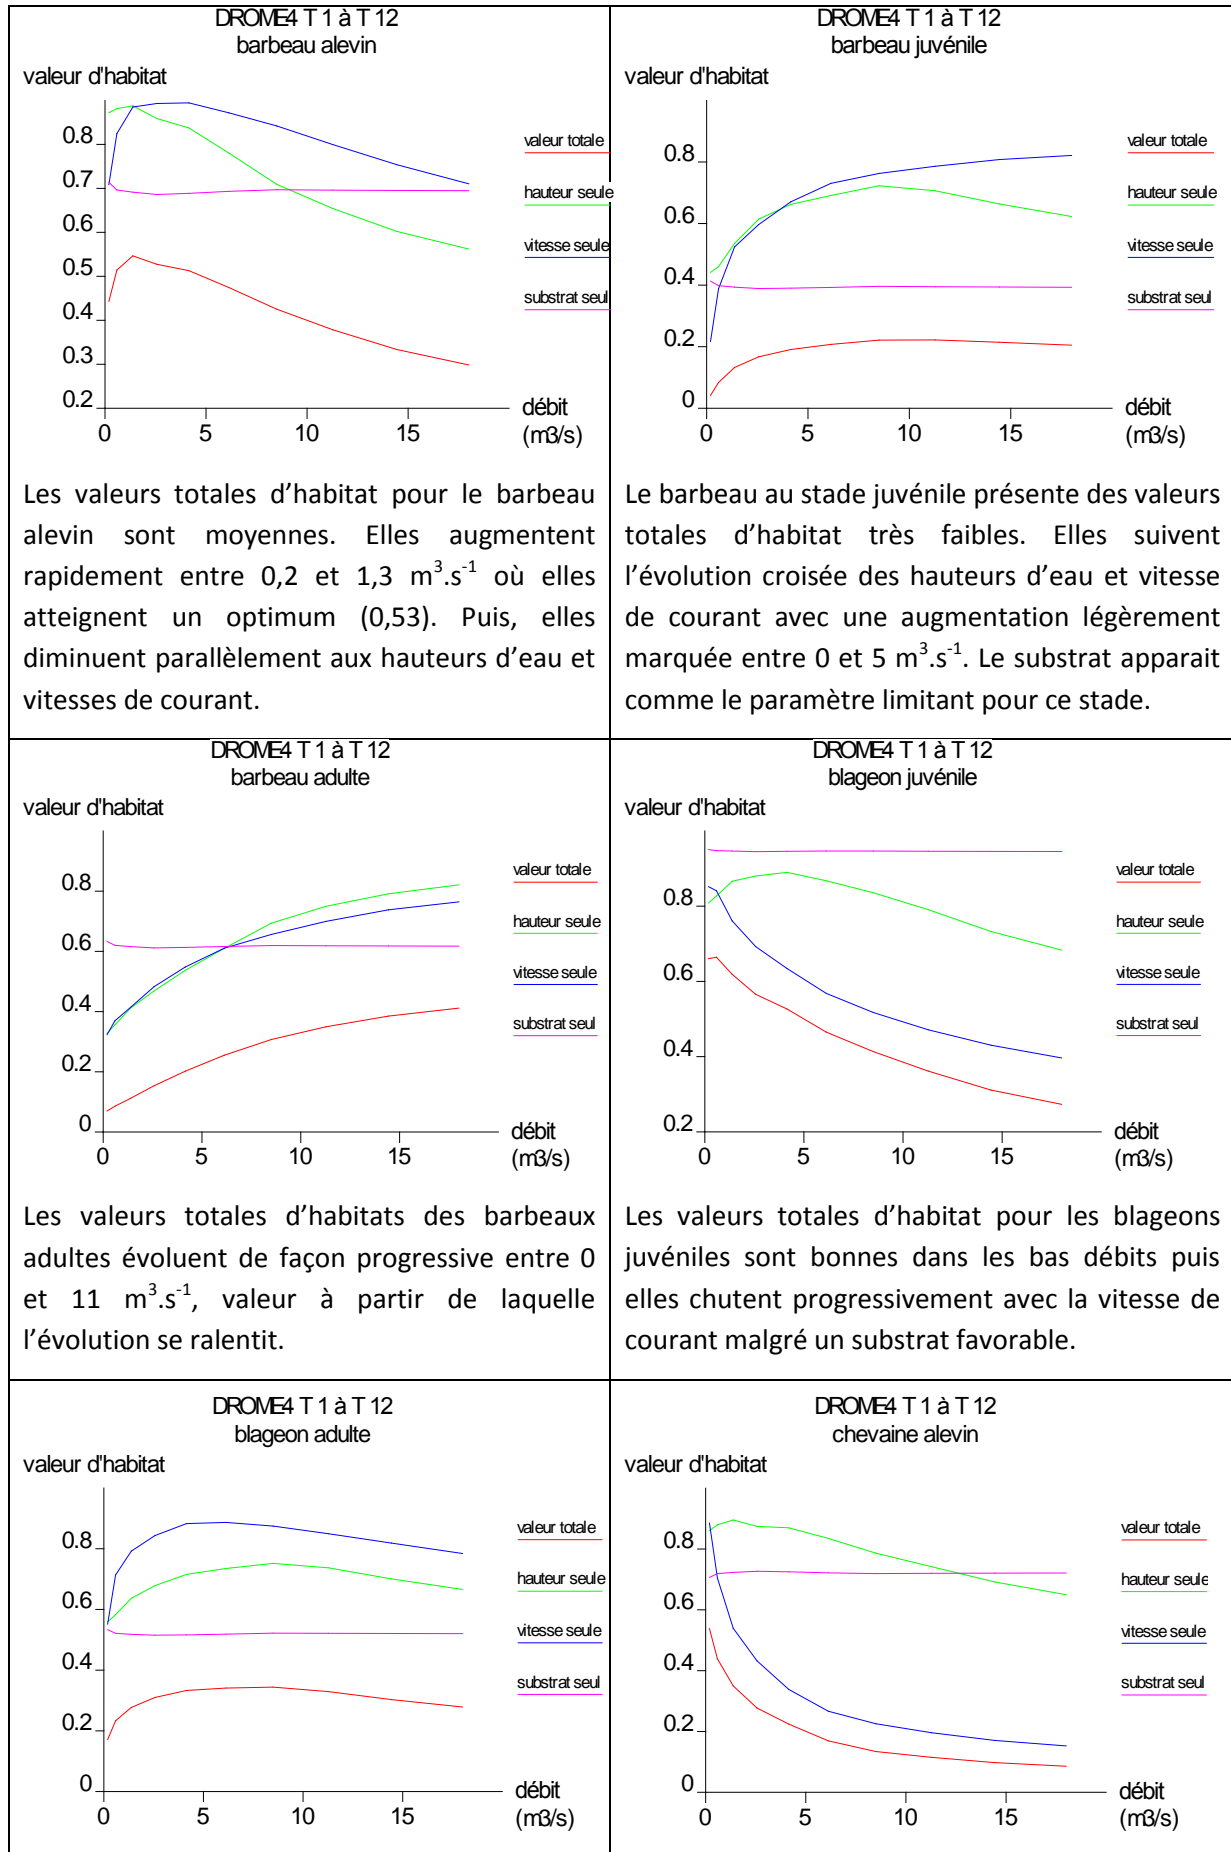 DROME4 T 1 à T 12
barbeau alevin
valeur d'habitat
0.8
0.7
0.6
0.5
0.4
0.3
0.2
0
5
10
15
débit
(m3/s)
valeur totale
hauteur seule
vitesse seule
substrat seul
Les valeurs totales d’habitat pour le barbeau
alevin sont moyennes. Elles augmentent
rapidement entre 0,2 et 1,3 m³.s⁻¹ où elles
atteignent un optimum (0,53). Puis, elles
diminuent parallèlement aux hauteurs d’eau et
vitesses de courant.
DROME4 T 1 à T 12
barbeau juvénile
valeur d'habitat
0.8
0.6
0.4
0.2
0
0
5
10
15
débit
(m3/s)
valeur totale
hauteur seule
vitesse seule
substrat seul
Le barbeau au stade juvénile présente des valeurs
totales d’habitat très faibles. Elles suivent
l’évolution croisée des hauteurs d’eau et vitesse
de courant avec une augmentation légèrement
marquée entre 0 et 5 m³.s⁻¹. Le substrat apparait
comme le paramètre limitant pour ce stade.
DROME4 T 1 à T 12
barbeau adulte
valeur d'habitat
0.8
0.6
0.4
0.2
0
0
5
10
15
débit
(m3/s)
valeur totale
hauteur seule
vitesse seule
substrat seul
Les valeurs totales d’habitats des barbeaux
adultes évoluent de façon progressive entre 0
et 11 m³.s⁻¹, valeur à partir de laquelle
l’évolution se ralentit.
DROME4 T 1 à T 12
blageon juvénile
valeur d'habitat
0.8
0.6
0.4
0.2
0
5
10
15
débit
(m3/s)
valeur totale
hauteur seule
vitesse seule
substrat seul
Les valeurs totales d’habitat pour les blageons
juvéniles sont bonnes dans les bas débits puis
elles chutent progressivement avec la vitesse de
courant malgré un substrat favorable.
DROME4 T 1 à T 12
blageon adulte
valeur d'habitat
0.8
0.6
0.4
0.2
0
0
5
10
15
débit
(m3/s)
valeur totale
hauteur seule
vitesse seule
substrat seul
DROME4 T 1 à T 12
chevaine alevin
valeur d'habitat
0.8
0.6
0.4
0.2
0
0
5
10
15
débit
(m3/s)
valeur totale
hauteur seule
vitesse seule
substrat seul